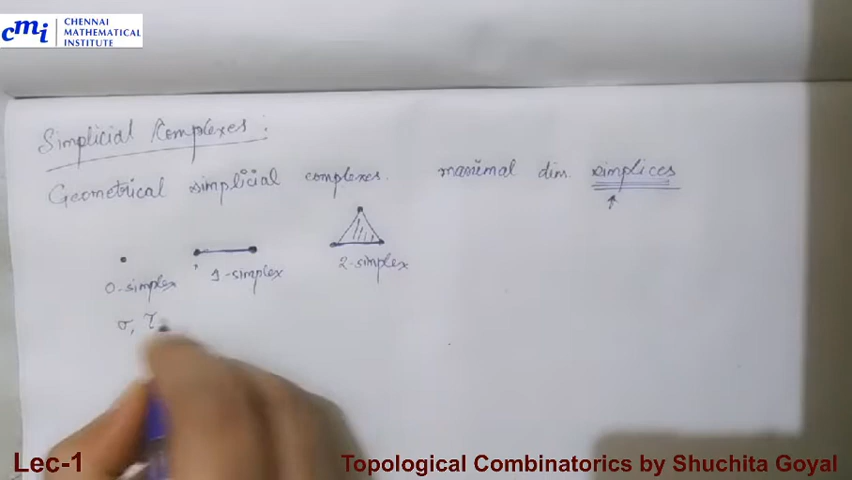 cmi CHENNAI
MATHEMATICAL
INSTITUTE
Simplicial Complexes :
Geometrical simplicial complexes. maximal dim. simplices
0-simplex 1-simplex 2-simplex
σ, τ
Lec-1 Topological Combinatorics by Shuchita Goyal